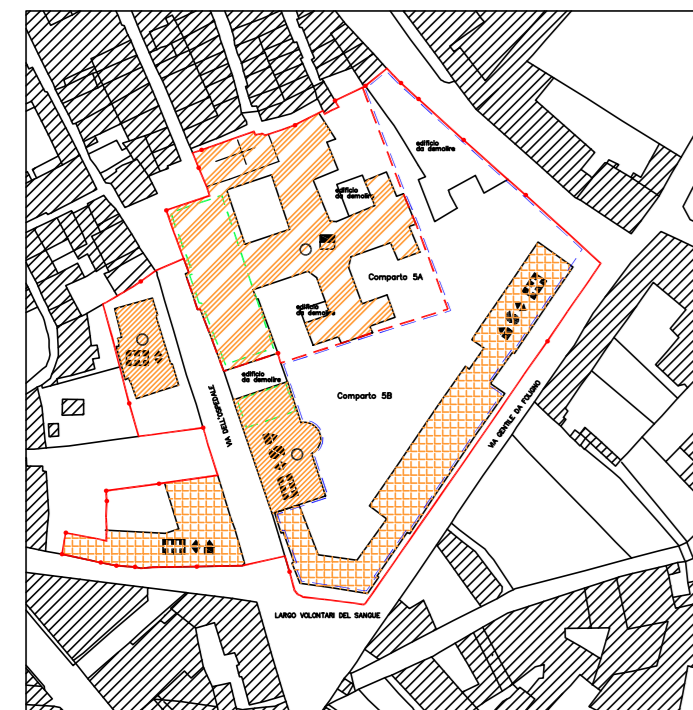 edificio
da demolire
edificio
da demolire
Comparto 5A
edificio
da demolire
edificio
da demolire
Comparto 5B
VIA DELL'OSPEDALE
VIA GENTILE DA FOLIGNO
LARGO VOLONTARI DEL SANGUE